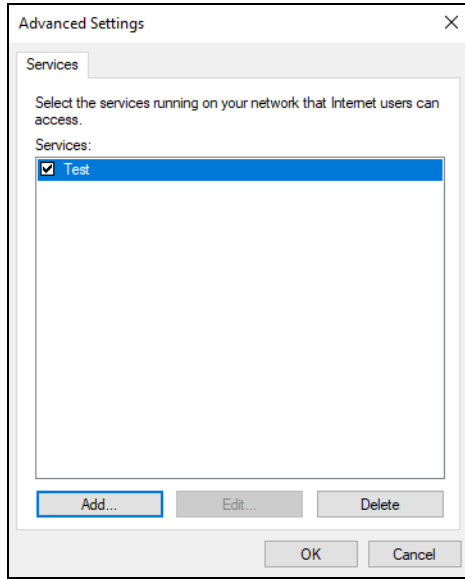 Advanced Settings
Services
Select the services running on your network that Internet users can
access.
Services:
Test
Add...
Edit...
Delete
OK
Cancel